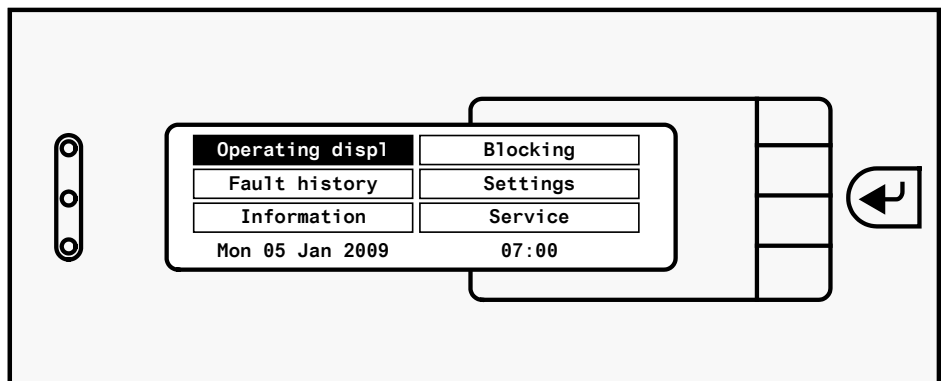 Operating displ Blocking
Fault history Settings
Information Service
Mon 05 Jan 2009 07:00